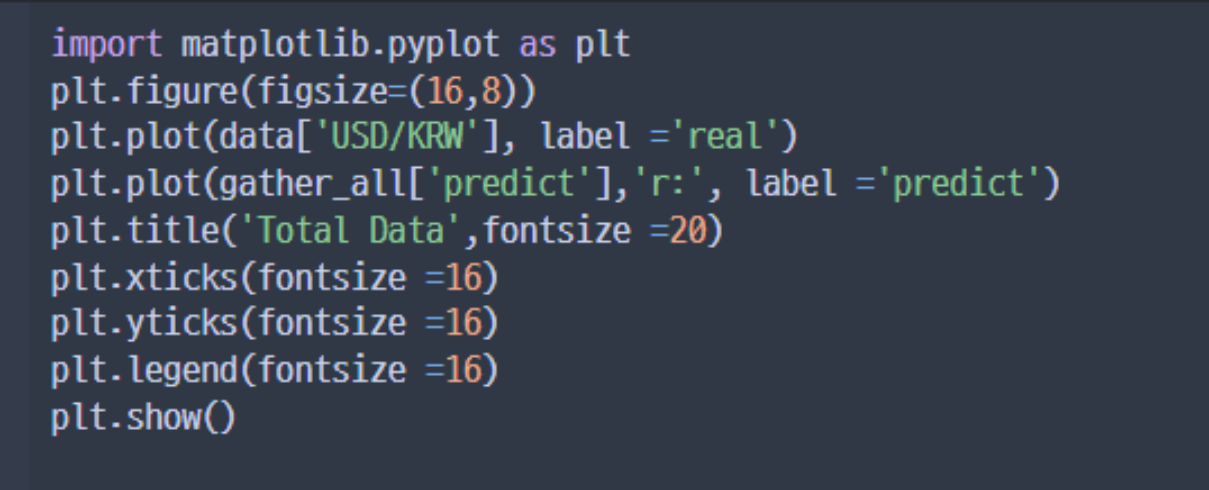 import matplotlib.pyplot as plt
plt.figure(figsize=(16,8))
plt.plot(data['USD/KRW'], label ='real')
plt.plot(gather_all['predict'],'r:', label ='predict')
plt.title('Total Data',fontsize =20)
plt.xticks(fontsize =16)
plt.yticks(fontsize =16)
plt.legend(fontsize =16)
plt.show()